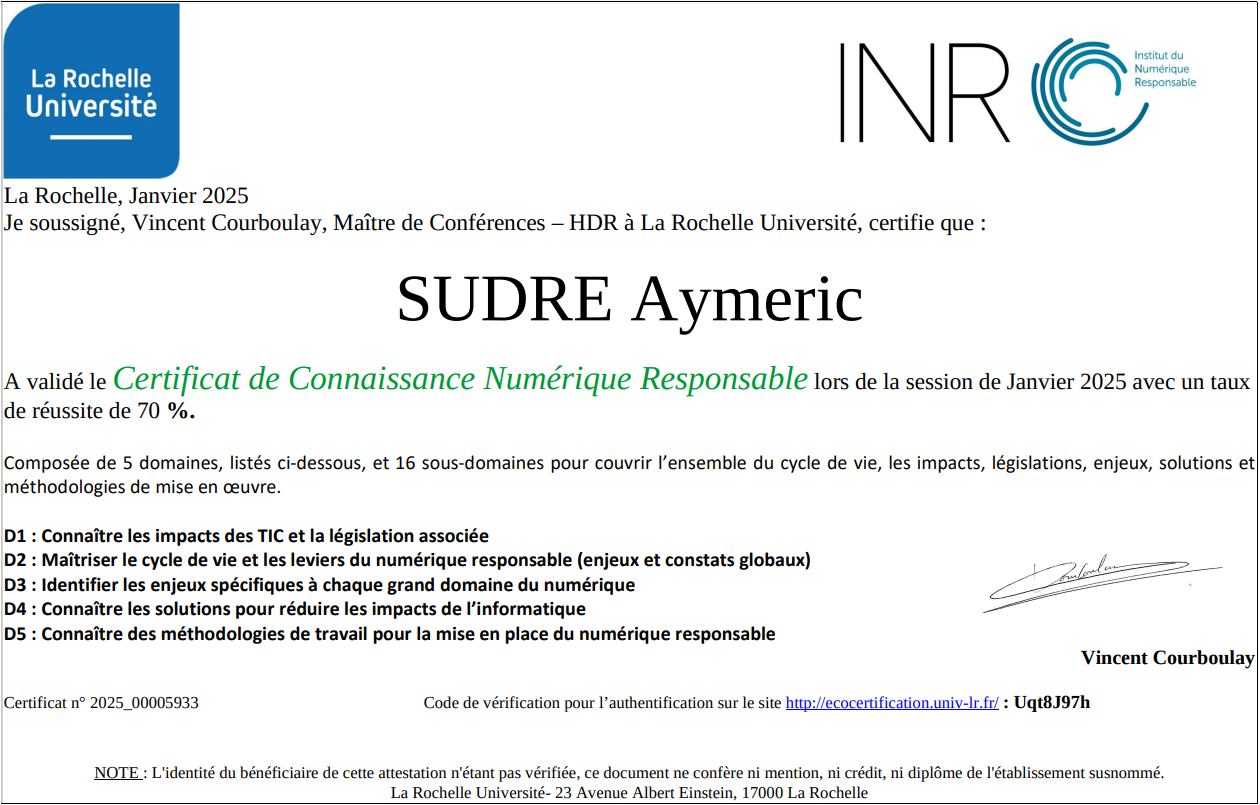 La Rochelle
Université
INR
Institut du
Numérique
Responsable
La Rochelle, Janvier 2025
Je soussigné, Vincent Courboulay, Maître de Conférences – HDR à La Rochelle Université, certifie que :
SUDRE Aymeric
A validé le Certificat de Connaissance Numérique Responsable lors de la session de Janvier 2025 avec un taux
de réussite de 70 %.
Composée de 5 domaines, listés ci-dessous, et 16 sous-domaines pour couvrir l’ensemble du cycle de vie, les impacts, législations, enjeux, solutions et
méthodologies de mise en œuvre.
D1 : Connaître les impacts des TIC et la législation associée
D2 : Maîtriser le cycle de vie et les leviers du numérique responsable (enjeux et constats globaux)
D3 : Identifier les enjeux spécifiques à chaque grand domaine du numérique
D4 : Connaître les solutions pour réduire les impacts de l’informatique
D5 : Connaître des méthodologies de travail pour la mise en place du numérique responsable
Vincent Courboulay
Certificat n° 2025_00005933 Code de vérification pour l’authentification sur le site http://ecocertification.univ-lr.fr/ : Uqt8J97h
NOTE : L'identité du bénéficiaire de cette attestation n'étant pas vérifiée, ce document ne confère ni mention, ni crédit, ni diplôme de l'établissement susnommé.
La Rochelle Université- 23 Avenue Albert Einstein, 17000 La Rochelle